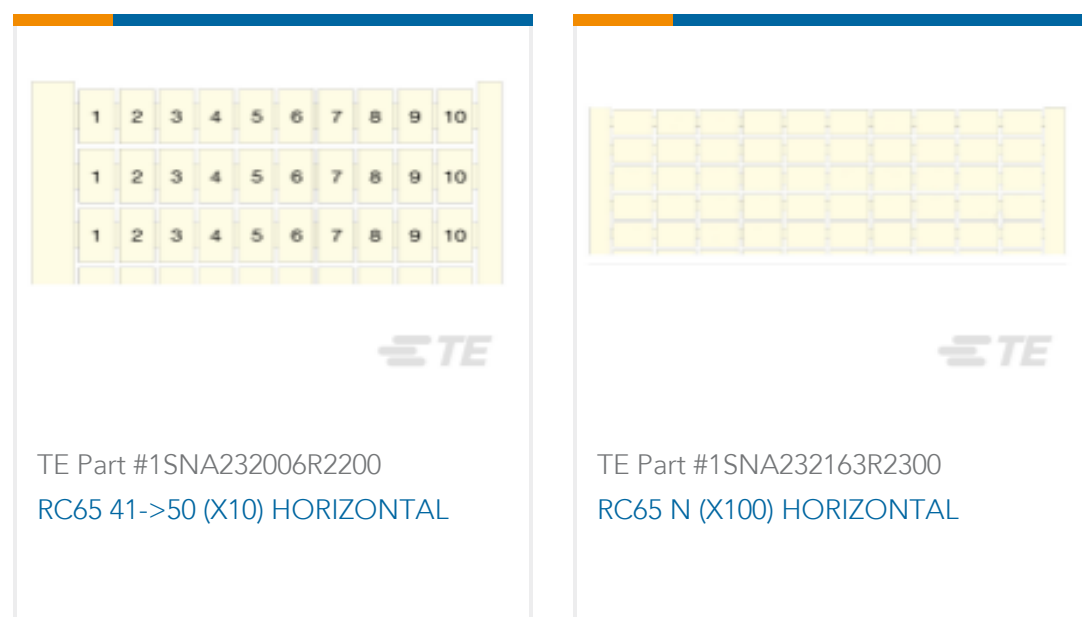 1 2 3 4 5 6 7 8 9 10
1 2 3 4 5 6 7 8 9 10
1 2 3 4 5 6 7 8 9 10
TE
TE Part #1SNA232006R2200
RC65 41->50 (X10) HORIZONTAL
TE
TE Part #1SNA232163R2300
RC65 N (X100) HORIZONTAL